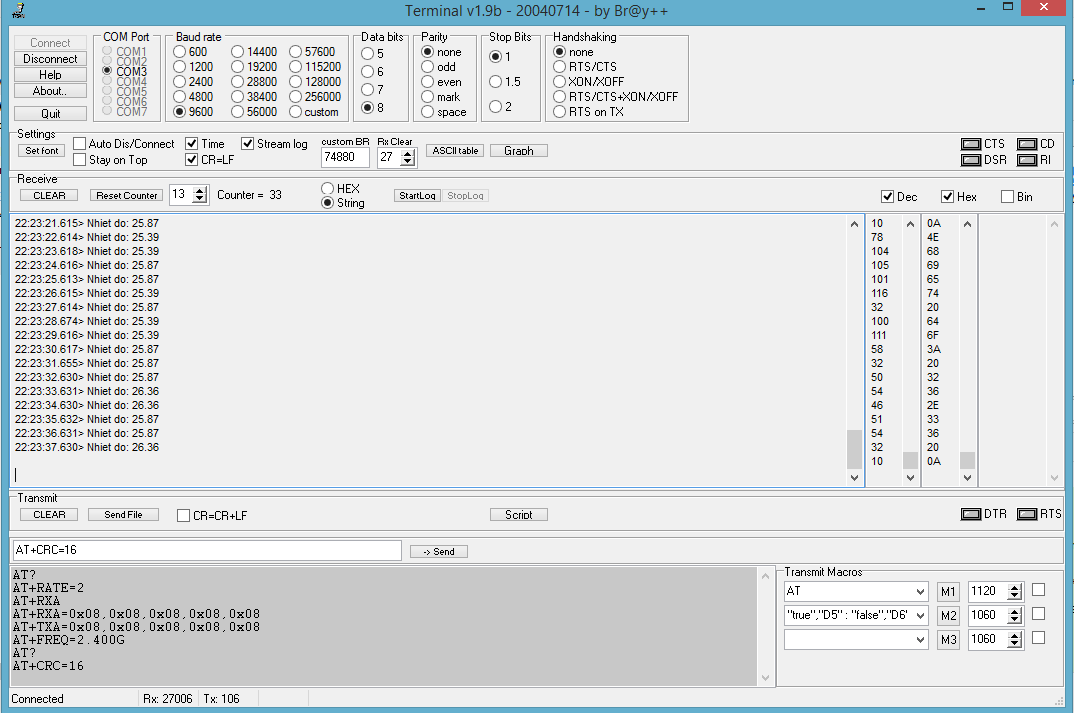 Terminal v1.9b - 20040714 - by Br@y++
Connect
Disconnect
Help
About..
Quit
COM Port
COM1
COM2
COM3
COM4
COM5
COM6
COM7
Baud rate
600 14400 57600
1200 19200 115200
2400 28800 128000
4800 38400 256000
9600 56000 custom
Data bits
5
6
7
8
Parity
none
odd
even
mark
space
Stop Bits
1
1.5
2
Handshaking
none
RTS/CTS
XON/XOFF
RTS/CTS+XON/XOFF
RTS on TX
Settings
Set font
Auto Dis/Connect Time Stream log
Stay on Top CR=LF
custom BR Rx Clear
74880 27
ASCII table Graph
CTS CD
DSR RI
Receive
CLEAR Reset Counter 13 Counter = 33
HEX
String
StartLog StopLog
Dec Hex Bin
22:23:21.615> Nhiet do: 25.87
22:23:22.614> Nhiet do: 25.39
22:23:23.618> Nhiet do: 25.39
22:23:24.616> Nhiet do: 25.87
22:23:25.613> Nhiet do: 25.87
22:23:26.615> Nhiet do: 25.39
22:23:27.614> Nhiet do: 25.87
22:23:28.674> Nhiet do: 25.39
22:23:29.616> Nhiet do: 25.39
22:23:30.617> Nhiet do: 25.87
22:23:31.655> Nhiet do: 25.87
22:23:32.630> Nhiet do: 25.87
22:23:33.631> Nhiet do: 26.36
22:23:34.630> Nhiet do: 26.36
22:23:35.632> Nhiet do: 25.87
22:23:36.631> Nhiet do: 25.87
22:23:37.630> Nhiet do: 26.36
10 0A
78 4E
104 68
105 69
101 65
116 74
32 20
100 64
111 6F
58 3A
32 20
50 32
54 36
46 2E
51 33
54 36
32 20
10 0A
Transmit
CLEAR Send File CR=CR+LF Script
DTR RTS
AT+CRC=16 -> Send
AT?
AT+RATE=2
AT+RXA
AT+RXA=0x08,0x08,0x08,0x08,0x08
AT+TXA=0x08,0x08,0x08,0x08,0x08
AT+FREQ=2.400G
AT?
AT+CRC=16
Transmit Macros
AT M1 1120
"true","D5" : "false","D6' M2 1060
M3 1060
Connected Rx: 27006 Tx: 106